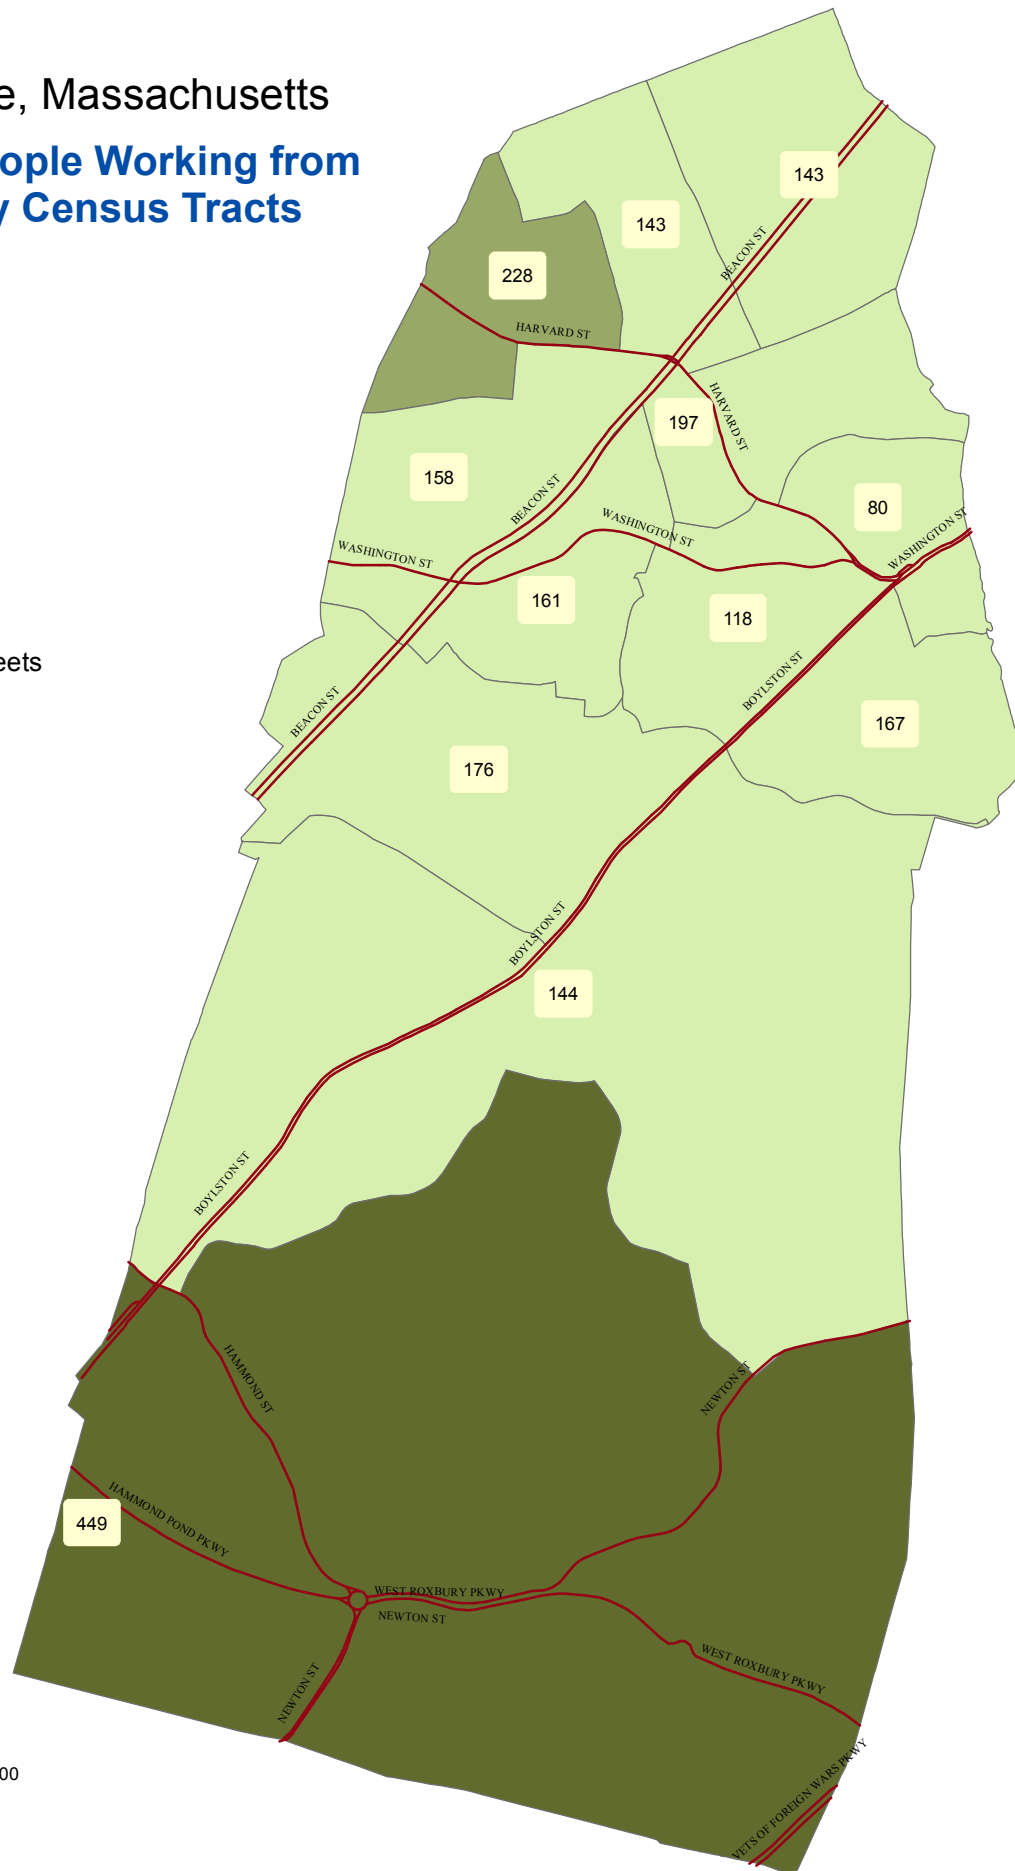 e, Massachusetts
ople Working from
y Census Tracts
143
143
BEACON ST
228
HARVARD ST
HARVARD ST
197
158
BEACON ST
80
WASHINGTON ST
WASHINGTON ST
WASHINGTON ST
161
118
eets
BOYLSTON ST
BEACON ST
167
176
BOYLSTON ST
144
BOYLSTON ST
HAMMOND ST
NEWTON ST
HAMMOND POND PKWY
449
WEST ROXBURY PKWY
NEWTON ST
WEST ROXBURY PKWY
NEWTON ST
00
VETS OF FOREIGN WARS PKWY